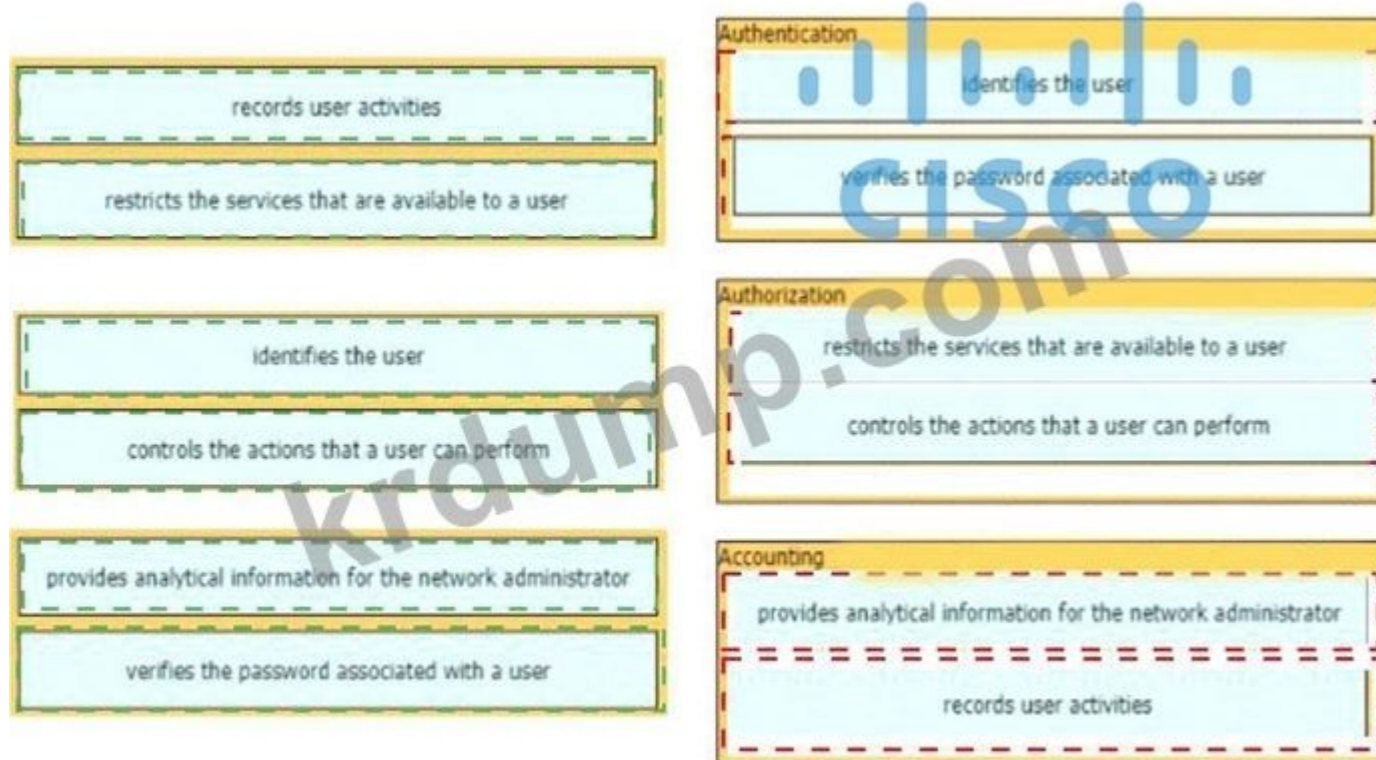 records user activities
restricts the services that are available to a user
identifies the user
controls the actions that a user can perform
provides analytical information for the network administrator
verifies the password associated with a user
Authentication
identifies the user
verifies the password associated with a user
CISCO
Authorization
restricts the services that are available to a user
controls the actions that a user can perform
Accounting
provides analytical information for the network administrator
records user activities
krdump.com